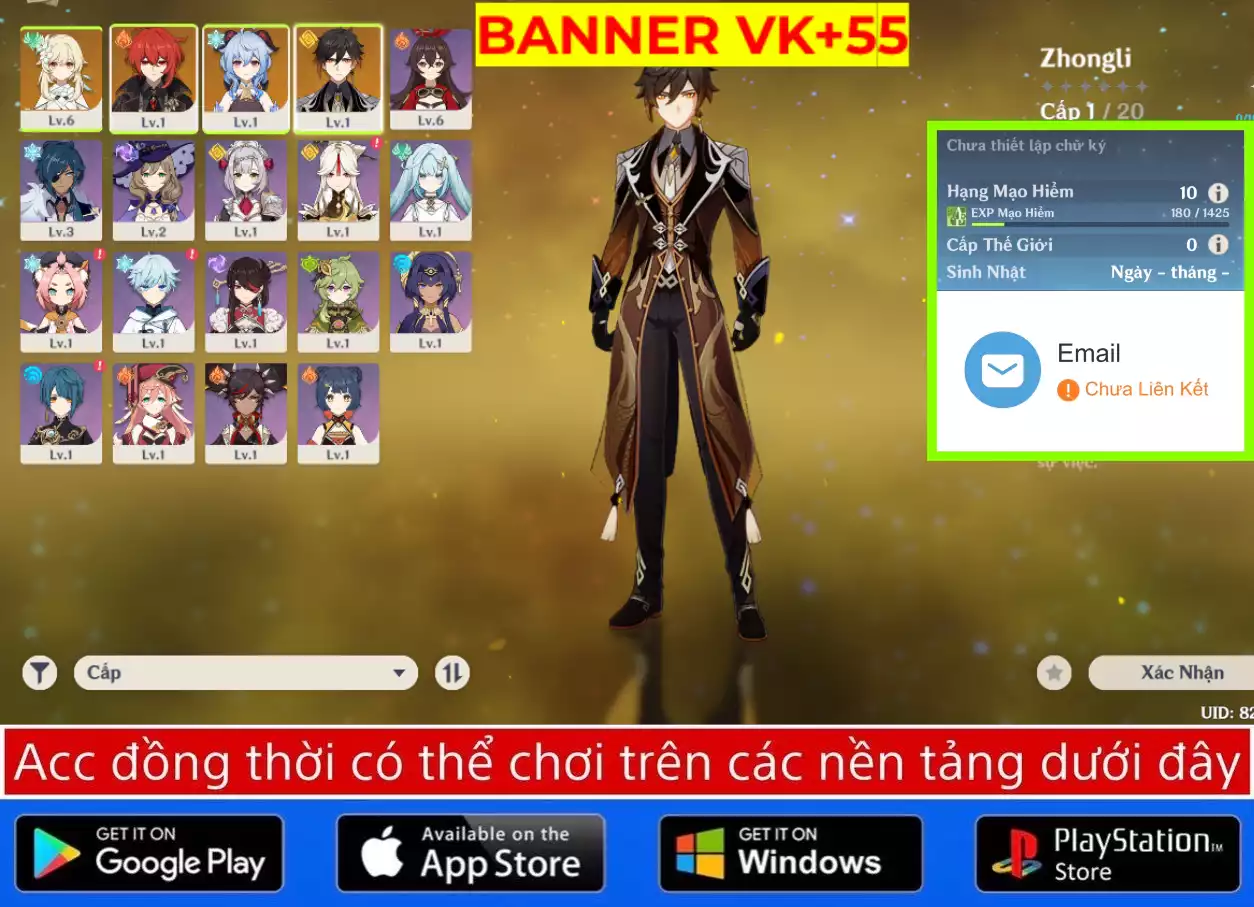 BANNER VK+55
Zhongli
Cấp 1 / 20
Lv.6
Lv.1
Lv.1
Lv.1
Lv.6
Lv.3
Lv.2
Lv.1
Lv.1
Lv.1
Lv.1
Lv.1
Lv.1
Lv.1
Lv.1
Lv.1
Lv.1
Lv.1
Lv.1
Chưa thiết lập chữ ký
Hạng Mạo Hiểm 10
EXP Mạo Hiểm 180 / 1425
Cấp Thế Giới 0
Sinh Nhật Ngày - tháng -
Email
Chưa Liên Kết
sự việc.
Cấp
Xác Nhận
UID: 82
Acc đồng thời có thể chơi trên các nền tảng dưới đây
GET IT ON
Google Play
Available on the
App Store
GET IT ON
Windows
PlayStation™
Store